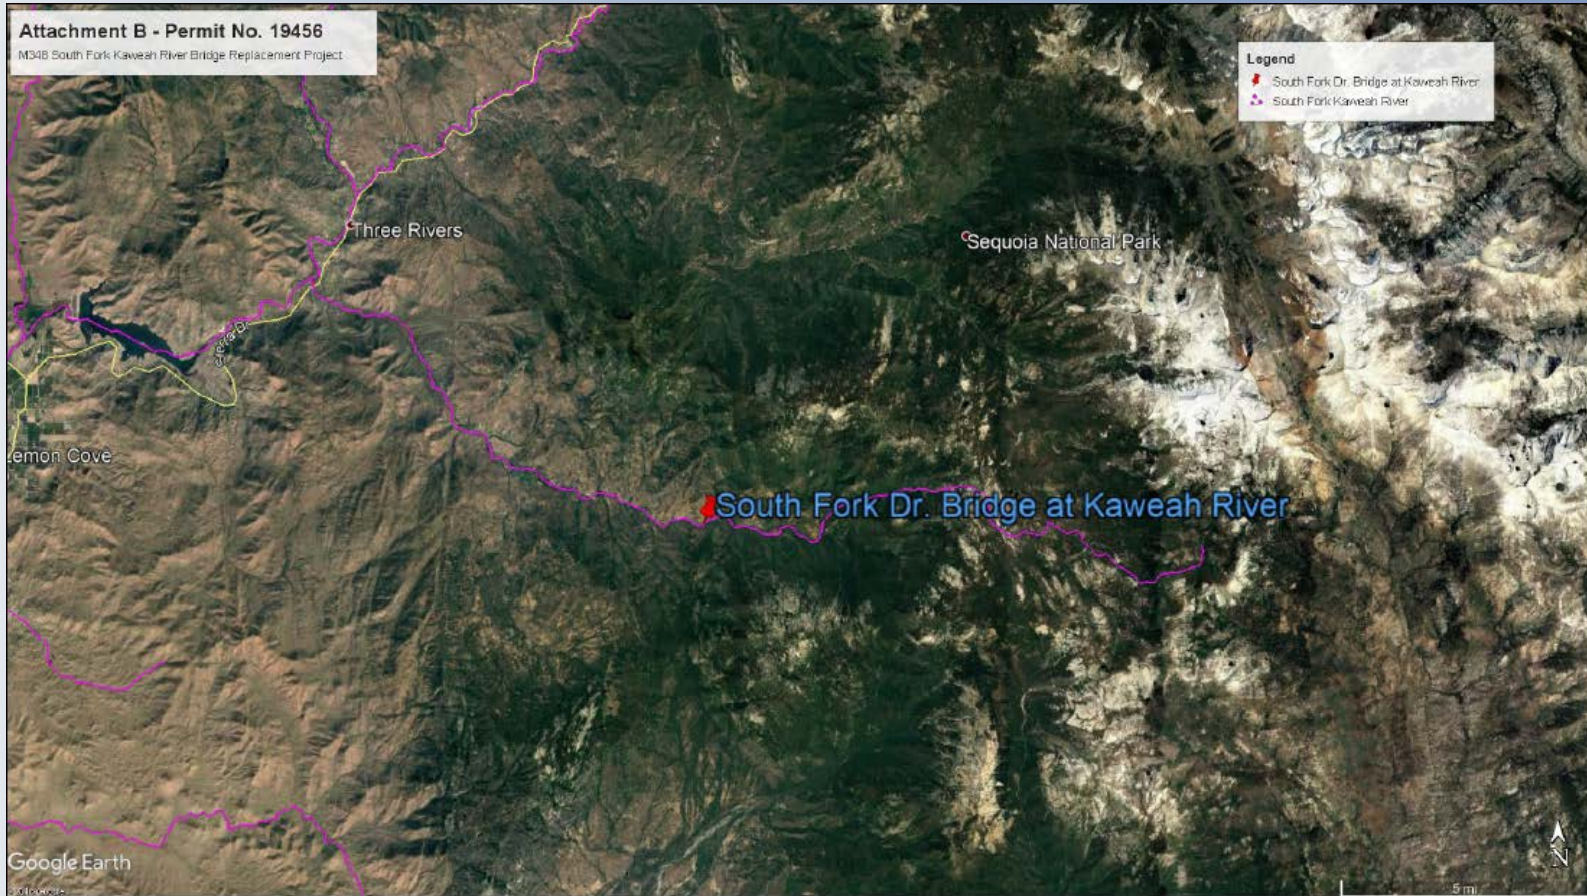 Attachment B - Permit No. 19456
M348 South Fork Kaweah River Bridge Replacement Project
Legend
South Fork Dr. Bridge at Kaweah River
South Fork Kaweah River
Three Rivers
Sequoia National Park
emon Cove
South Fork Dr. Bridge at Kaweah River
Google Earth
N
5 mi